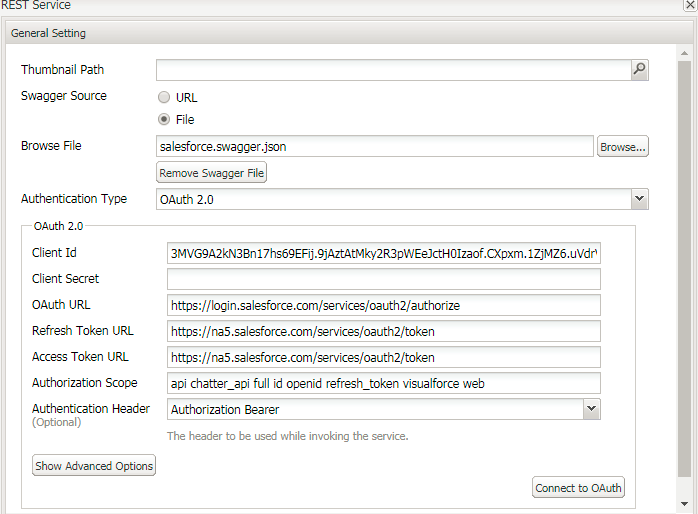 REST Service
General Setting
Thumbnail Path
Swagger Source
URL
File
Browse File
salesforce.swagger.json
Browse...
Remove Swagger File
Authentication Type
OAuth 2.0
OAuth 2.0
Client Id
3MVG9A2kN3Bn17hs69EFij.9jAztAtMky2R3pWEeJctH0Izaof.CXpxm.1ZjMZ6.uVdr
Client Secret
OAuth URL
https://login.salesforce.com/services/oauth2/authorize
Refresh Token URL
https://na5.salesforce.com/services/oauth2/token
Access Token URL
https://na5.salesforce.com/services/oauth2/token
Authorization Scope
api chatter_api full id openid refresh_token visualforce web
Authentication Header
(Optional)
Authorization Bearer
The header to be used while invoking the service.
Show Advanced Options
Connect to OAuth